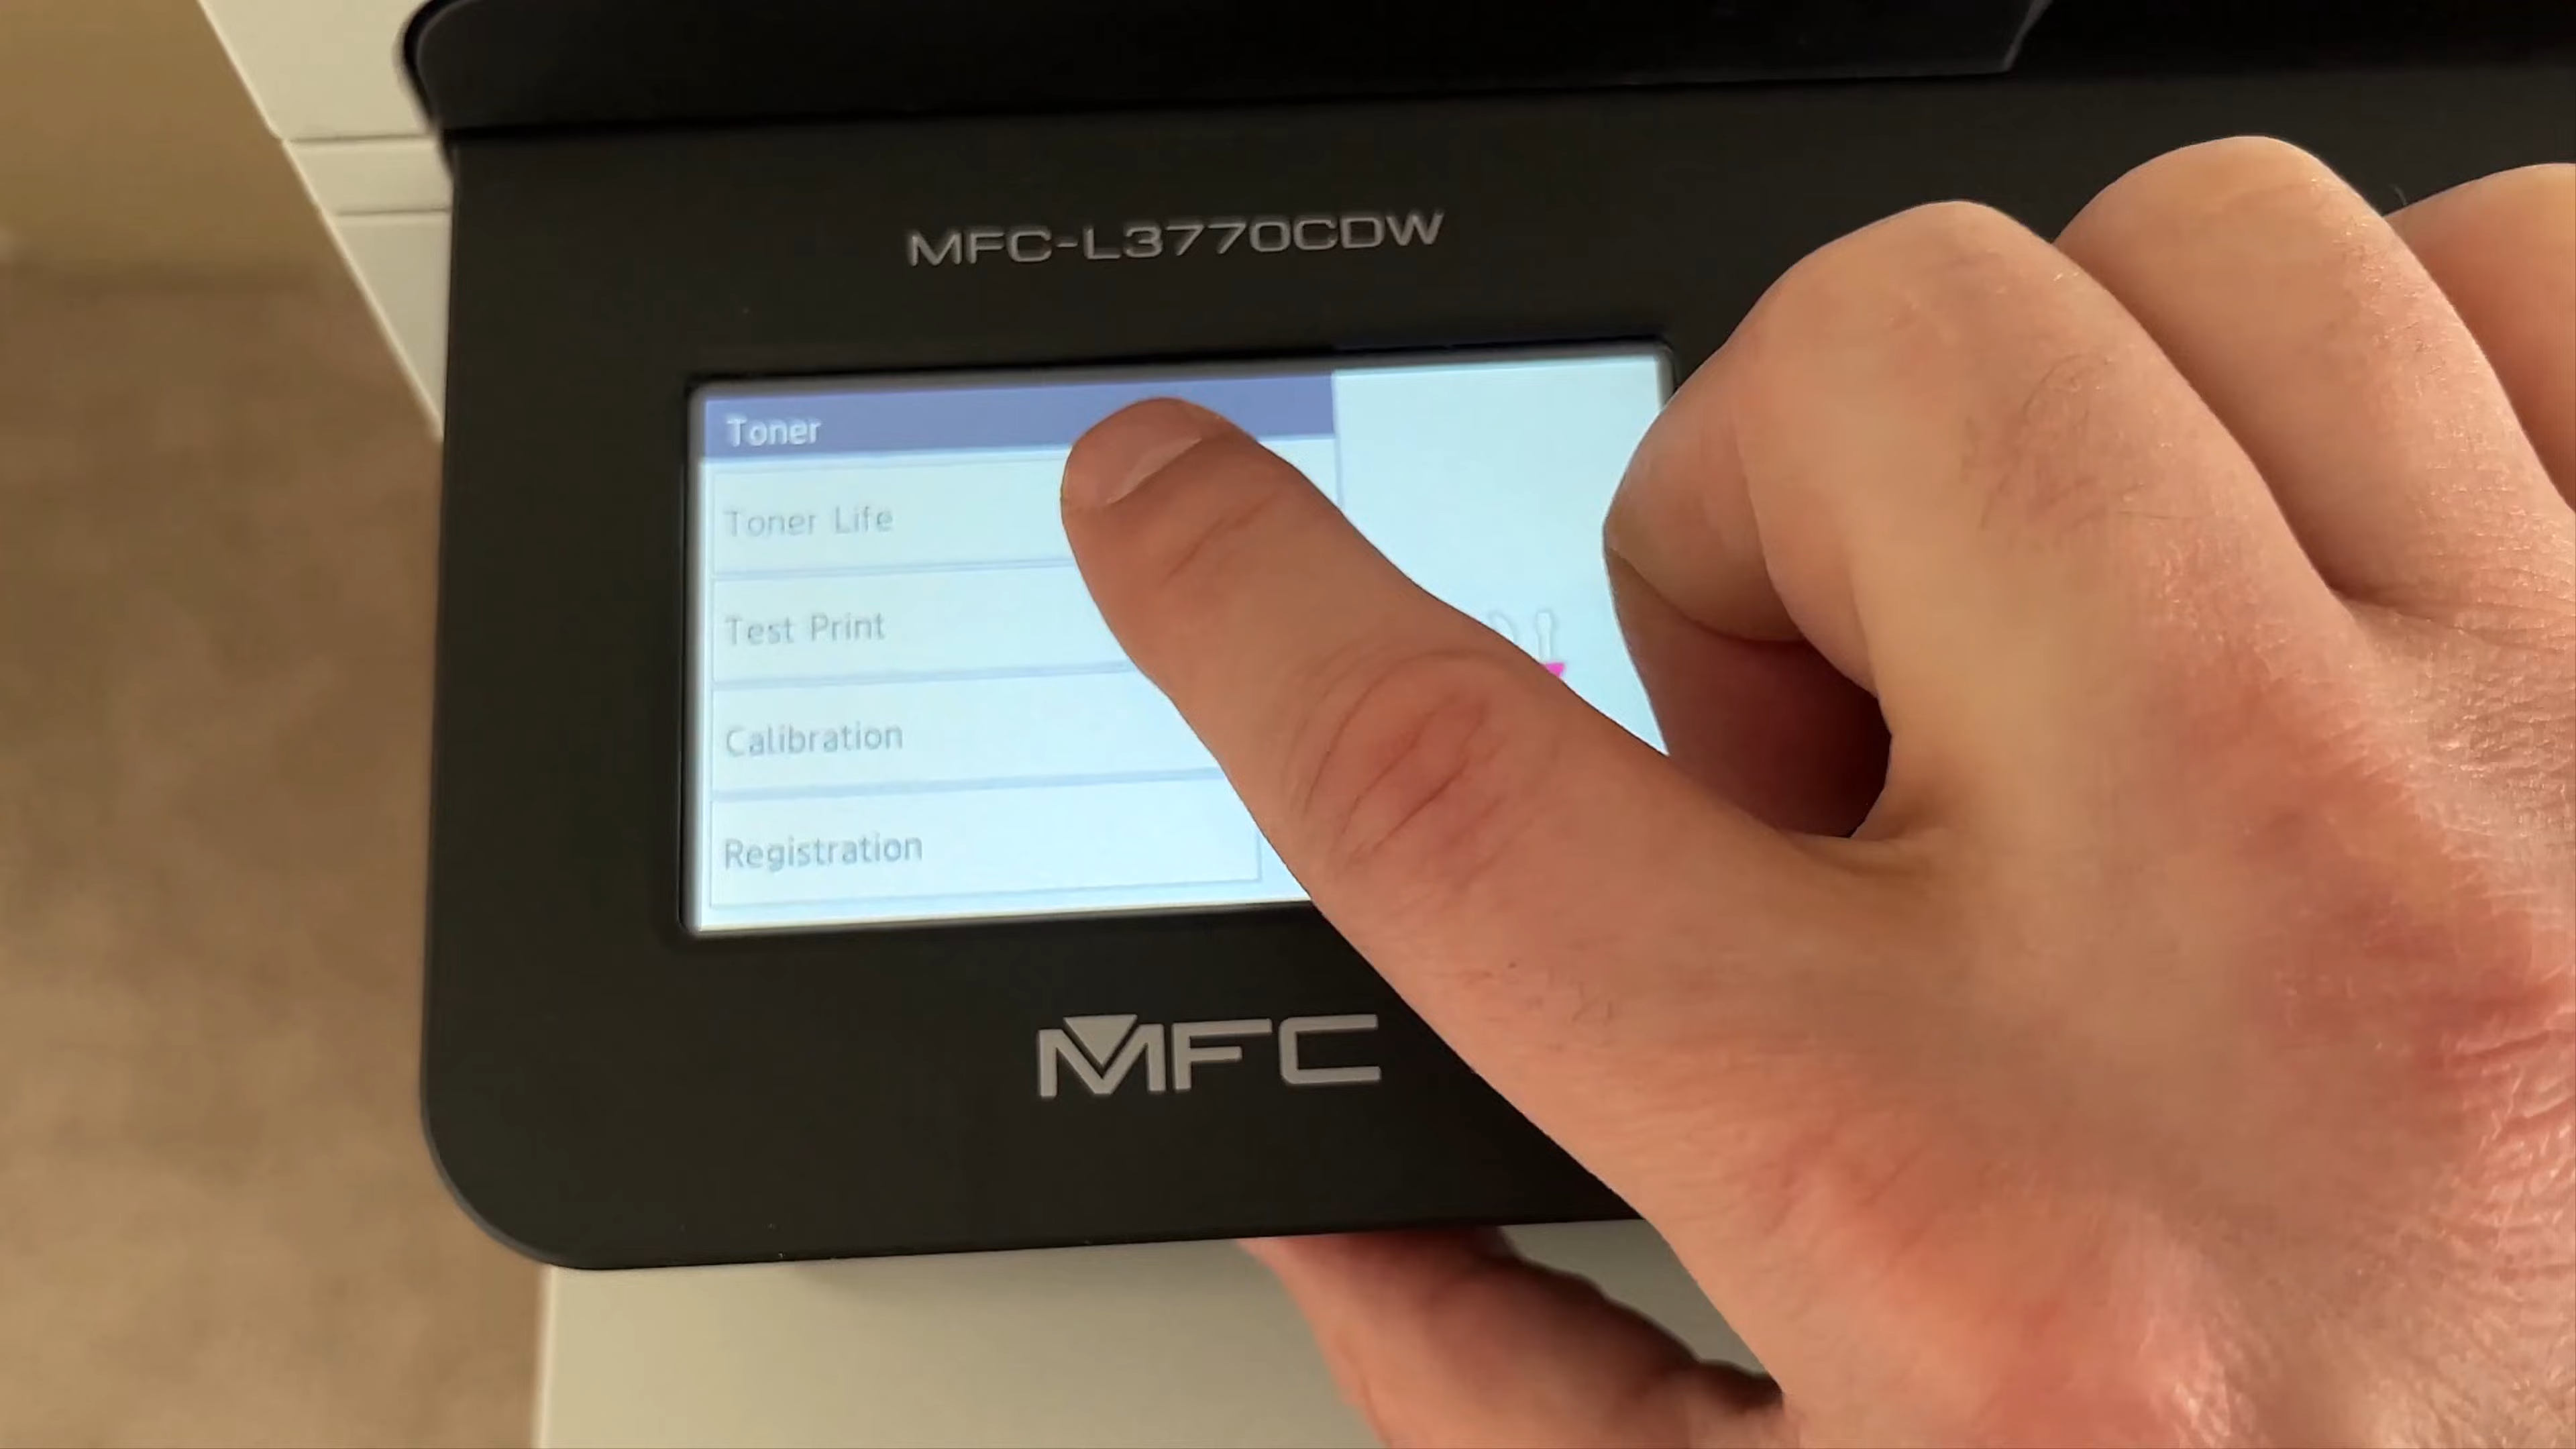 MFC-L3770CDW
Toner
Toner Life
Test Print
Calibration
Registration
MFC